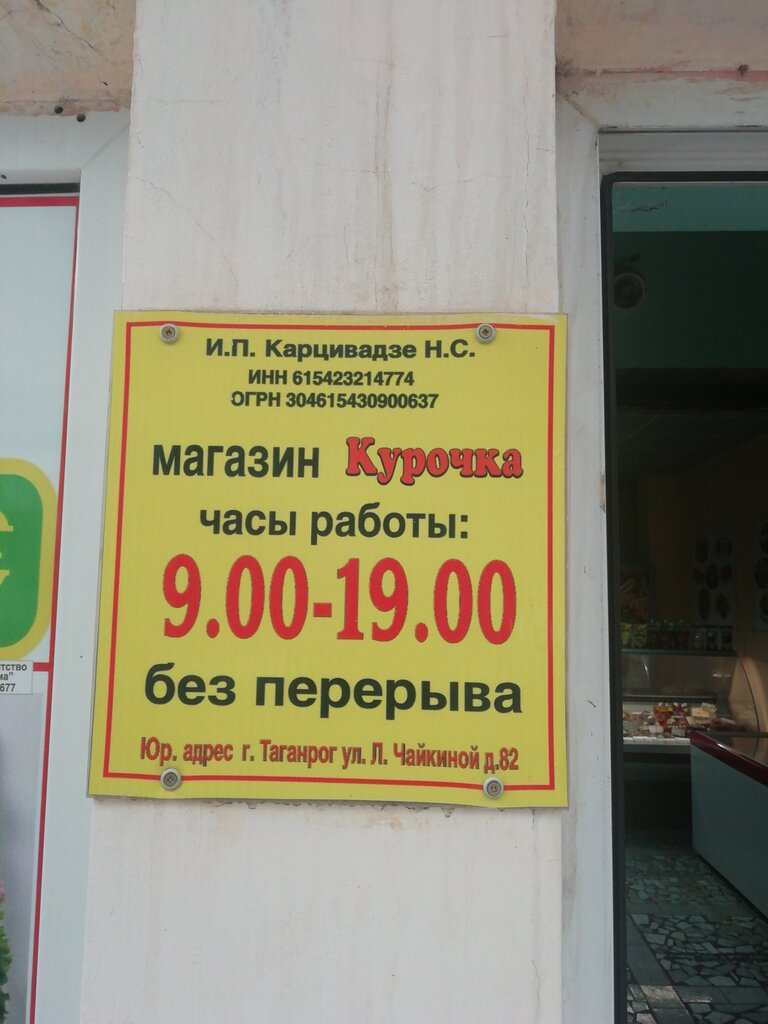 И.П. Карцивадзе Н.С.
ИНН 615423214774
ОГРН 304615430900637
магазин Курочка
часы работы:
9.00-19.00
без перерыва
Юр. адрес г. Таганрог ул. Л. Чайкиной д.82
677